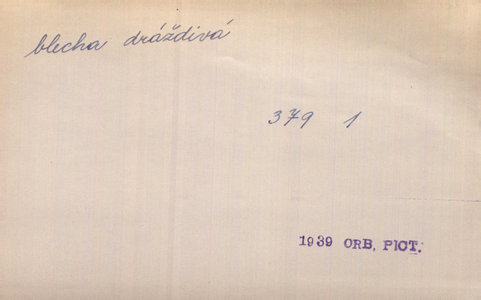 blecha dráždivá
379 1
1939 ORB, PICT.